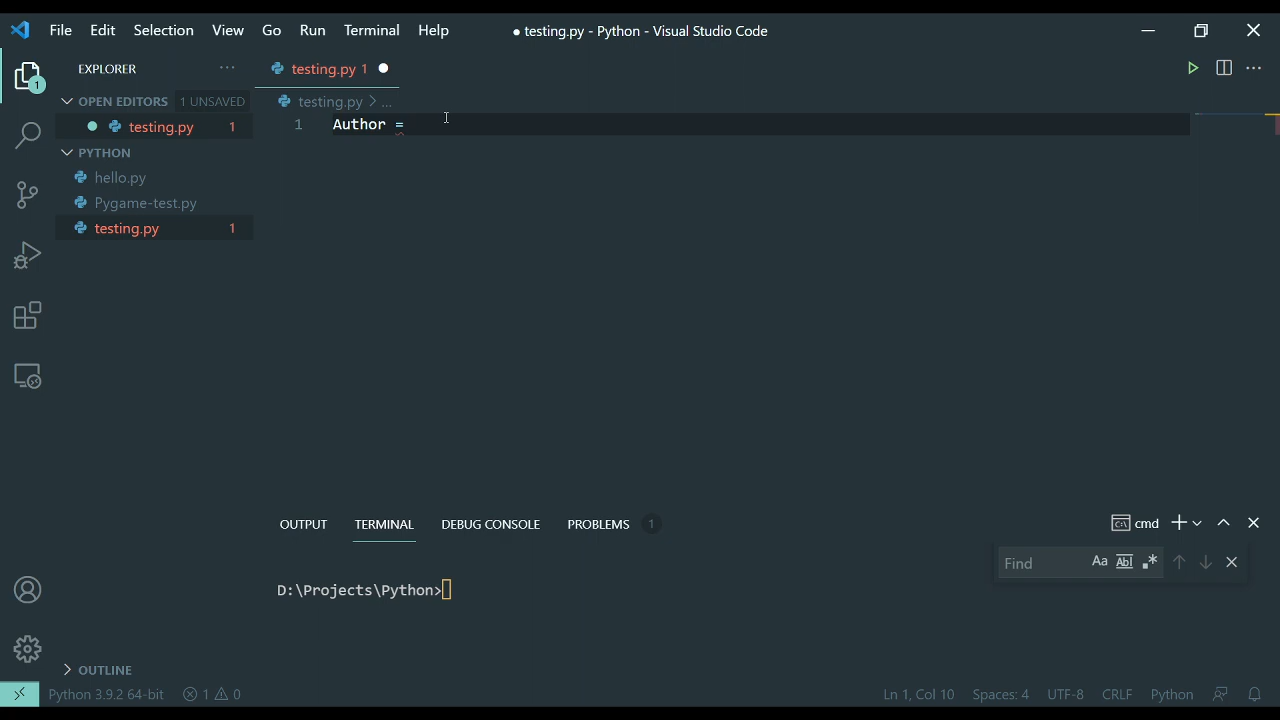 File Edit Selection View Go Run Terminal Help
● testing.py - Python - Visual Studio Code
1
EXPLORER ...
OPEN EDITORS 1 UNSAVED
testing.py 1
PYTHON
hello.py
Pygame-test.py
testing.py 1
testing.py 1
testing.py > ...
1 Author =
OUTPUT TERMINAL DEBUG CONSOLE PROBLEMS 1
cmd
Find Aa Abl .*
D:\Projects\Python>
OUTLINE
Python 3.9.2 64-bit 1 0 Ln 1, Col 10 Spaces: 4 UTF-8 CRLF Python